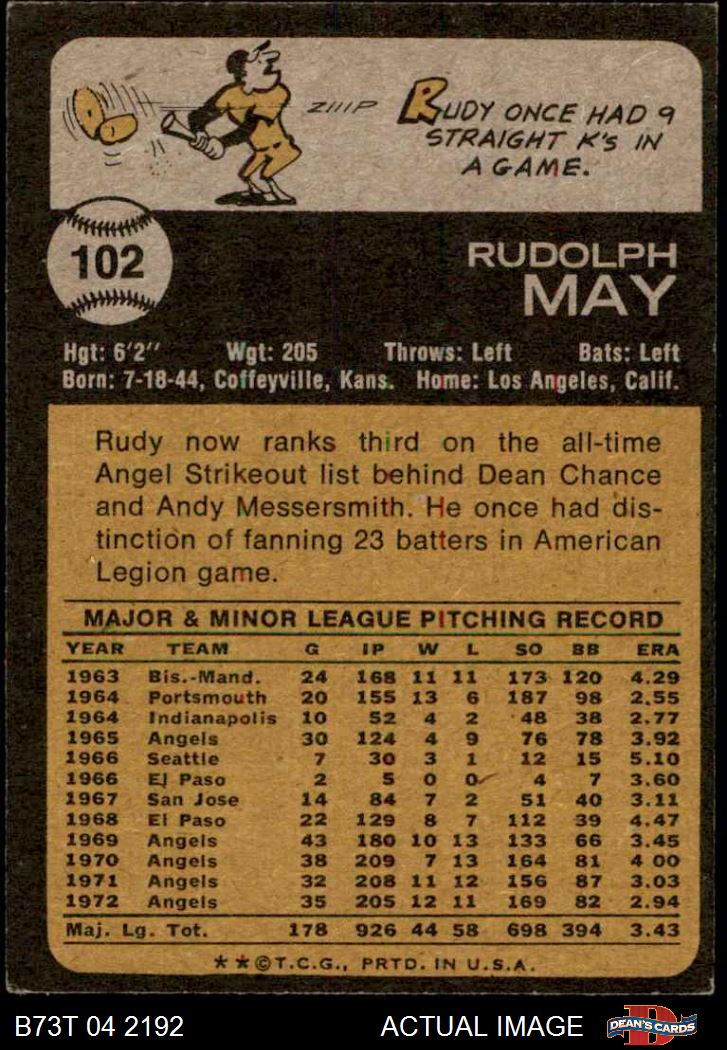 ZIIIP
RUDY ONCE HAD 9
STRAIGHT K'S IN
A GAME.
102
RUDOLPH
MAY
Hgt: 6'2" Wgt: 205 Throws: Left Bats: Left
Born: 7-18-44, Coffeyville, Kans. Home: Los Angeles, Calif.
Rudy now ranks third on the all-time
Angel Strikeout list behind Dean Chance
and Andy Messersmith. He once had dis-
tinction of fanning 23 batters in American
Legion game.
MAJOR & MINOR LEAGUE PITCHING RECORD
YEAR TEAM G IP W L SO BB ERA
1963 Bis.-Mand. 24 168 11 11 173 120 4.29
1964 Portsmouth 20 155 13 6 187 98 2.55
1964 Indianapolis 10 52 4 2 48 38 2.77
1965 Angels 30 124 4 9 76 78 3.92
1966 Seattle 7 30 3 1 12 15 5.10
1966 El Paso 2 5 0 0 4 7 3.60
1967 San Jose 14 84 7 2 51 40 3.11
1968 El Paso 22 129 8 7 112 39 4.47
1969 Angels 43 180 10 13 133 66 3.45
1970 Angels 38 209 7 13 164 81 4 00
1971 Angels 32 208 11 12 156 87 3.03
1972 Angels 35 205 12 11 169 82 2.94
Maj. Lg. Tot. 178 926 44 58 698 394 3.43
**©T.C.G., PRTD. IN U.S.A.
B73T 04 2192 ACTUAL IMAGE D DEAN'S CARDS